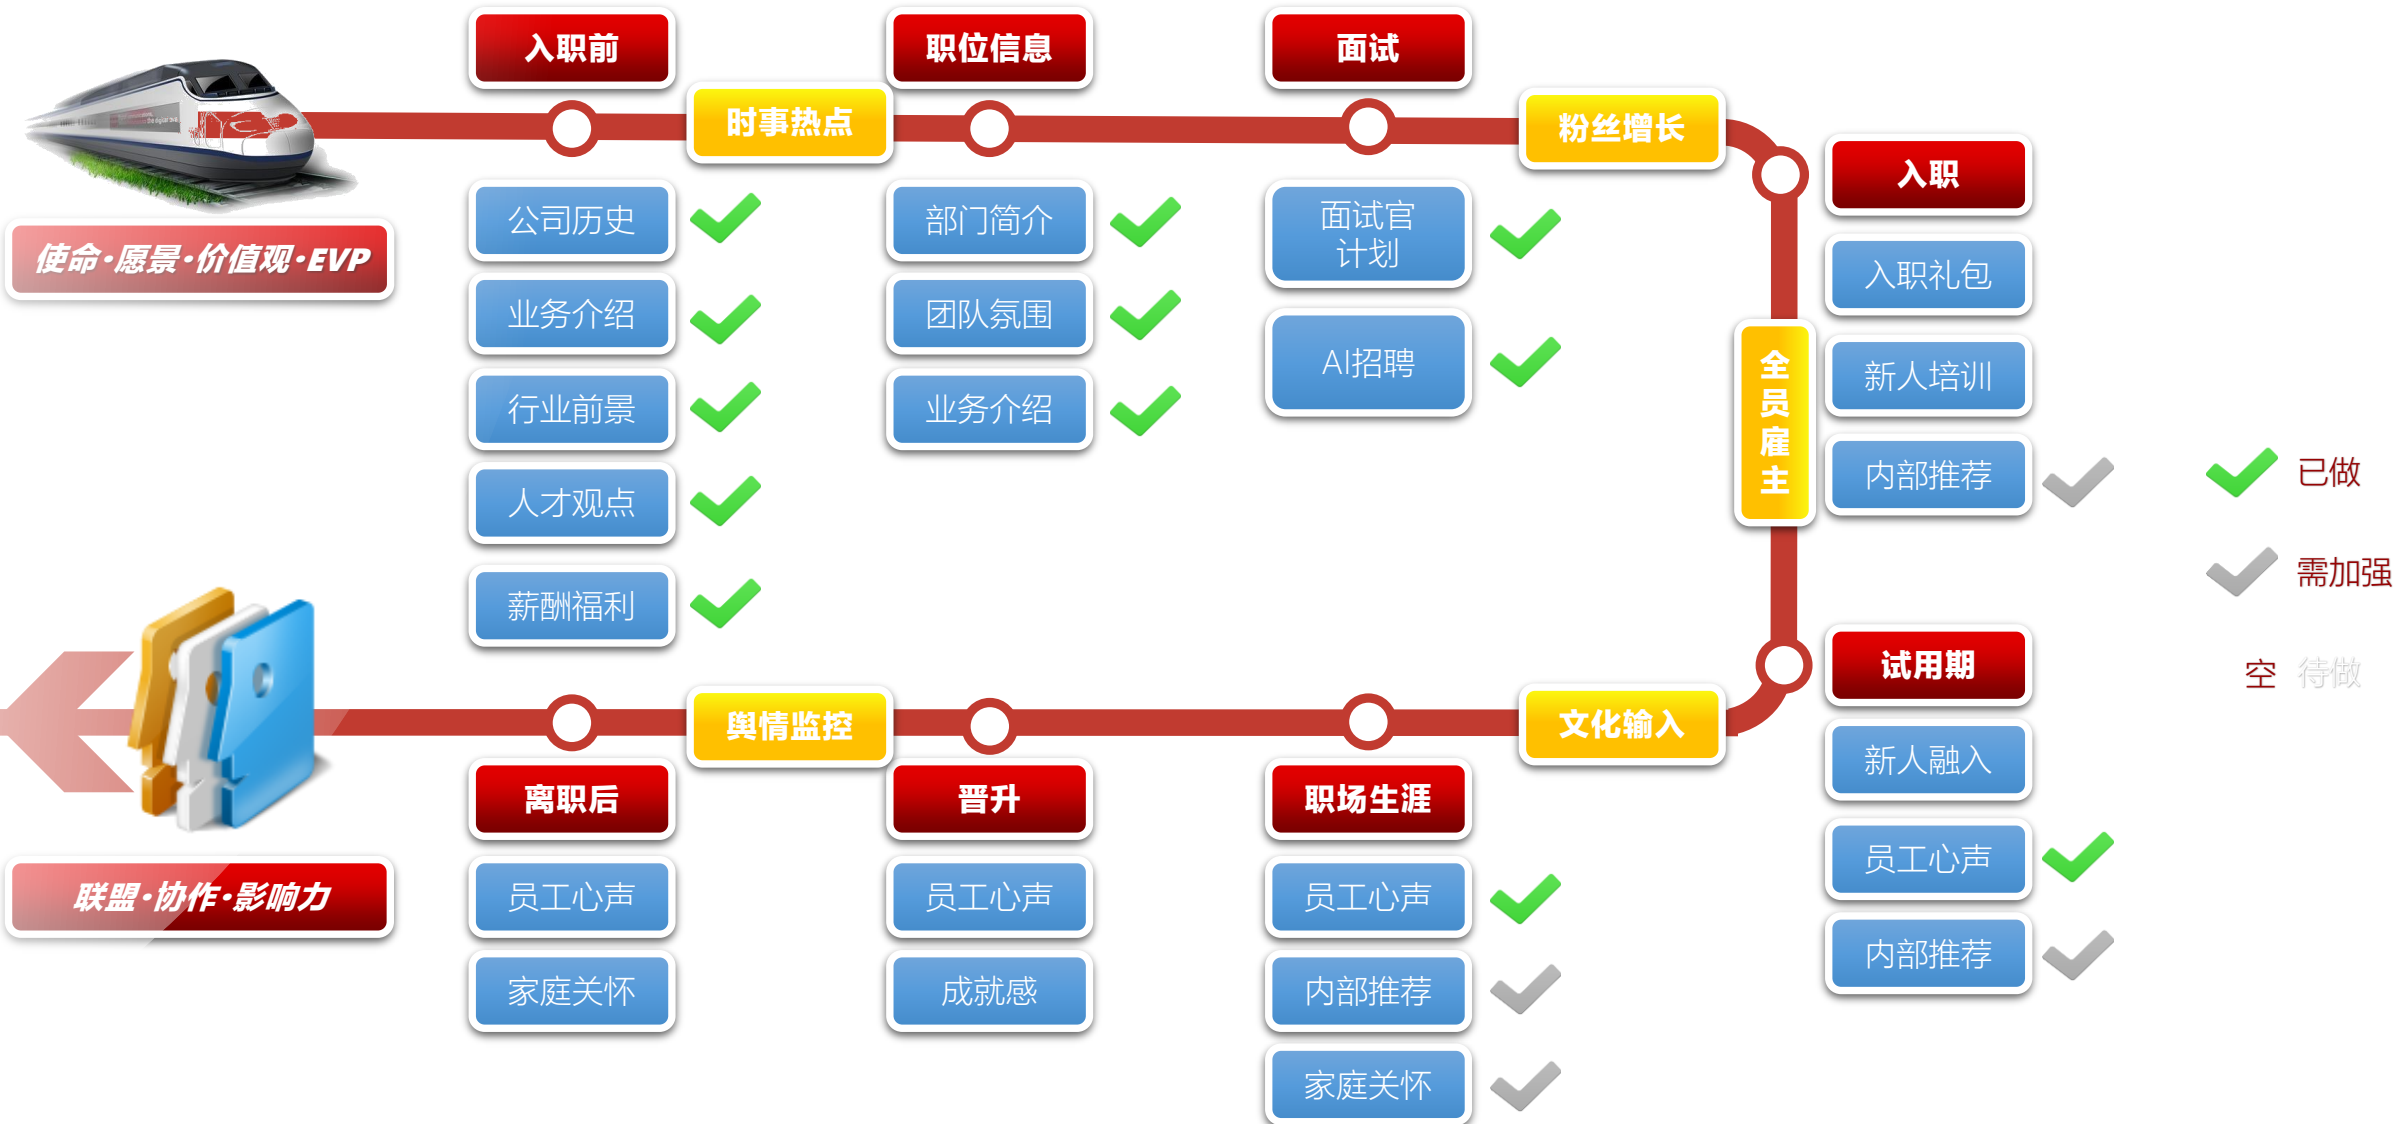 入职前
职位信息
面试
时事热点
粉丝增长
入职
使命·愿景·价值观·EVP
公司历史
业务介绍
行业前景
人才观点
薪酬福利
部门简介
团队氛围
业务介绍
面试官
计划
AI招聘
入职礼包
新人培训
内部推荐
全
员
雇
主
已做
需加强
空 待做
试用期
新人融入
员工心声
内部推荐
文化输入
舆情监控
离职后
晋升
职场生涯
联盟·协作·影响力
员工心声
家庭关怀
员工心声
成就感
员工心声
内部推荐
家庭关怀